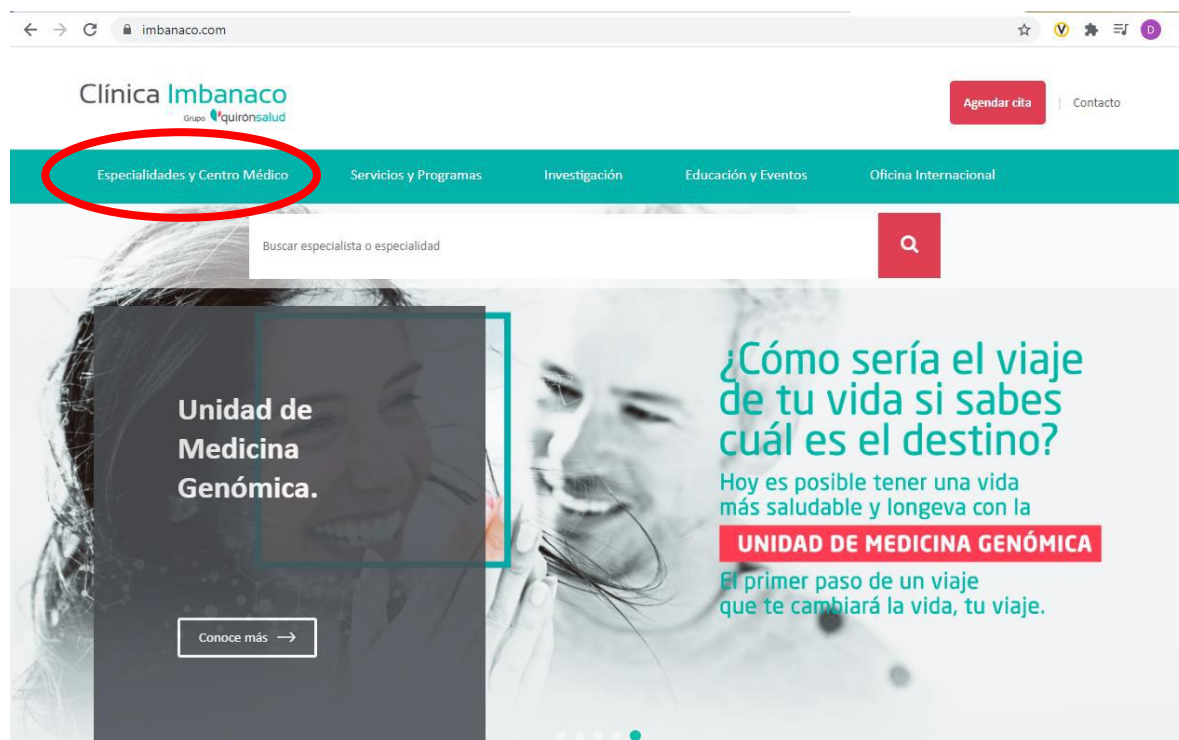 imbanaco.com
V
D
Clínica Imbanaco
Grupo quirónsalud
Agendar cita | Contacto
Especialidades y Centro Médico Servicios y Programas Investigación Educación y Eventos Oficina Internacional
Buscar especialista o especialidad
Unidad de
Medicina
Genómica.
Conoce más →
¿Cómo sería el viaje
de tu vida si sabes
cuál es el destino?
Hoy es posible tener una vida
más saludable y longeva con la
UNIDAD DE MEDICINA GENÓMICA
El primer paso de un viaje
que te cambiará la vida, tu viaje.